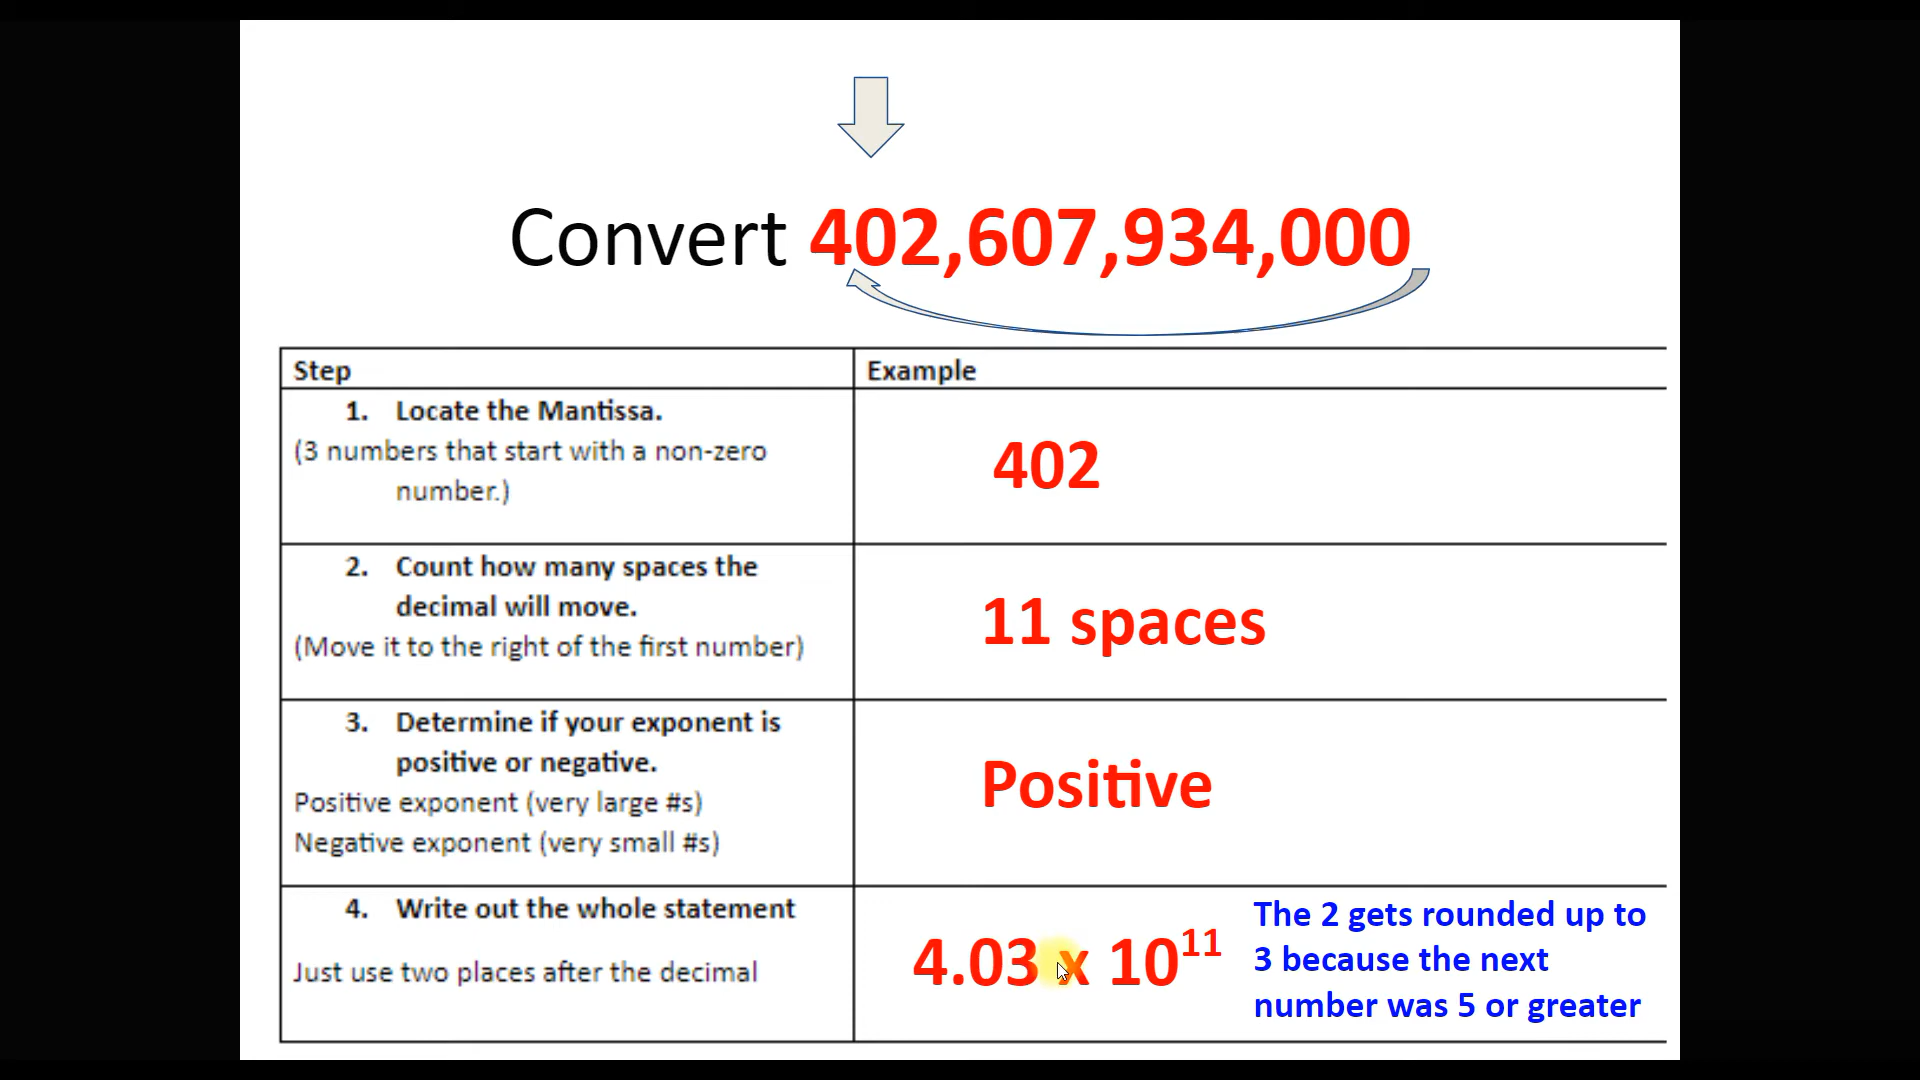 Convert 402,607,934,000
Step
Example
1. Locate the Mantissa.
(3 numbers that start with a non-zero
number.)
402
2. Count how many spaces the
decimal will move.
(Move it to the right of the first number)
11 spaces
3. Determine if your exponent is
positive or negative.
Positive exponent (very large #s)
Negative exponent (very small #s)
Positive
4. Write out the whole statement
Just use two places after the decimal
4.03 x 10¹¹
The 2 gets rounded up to
3 because the next
number was 5 or greater